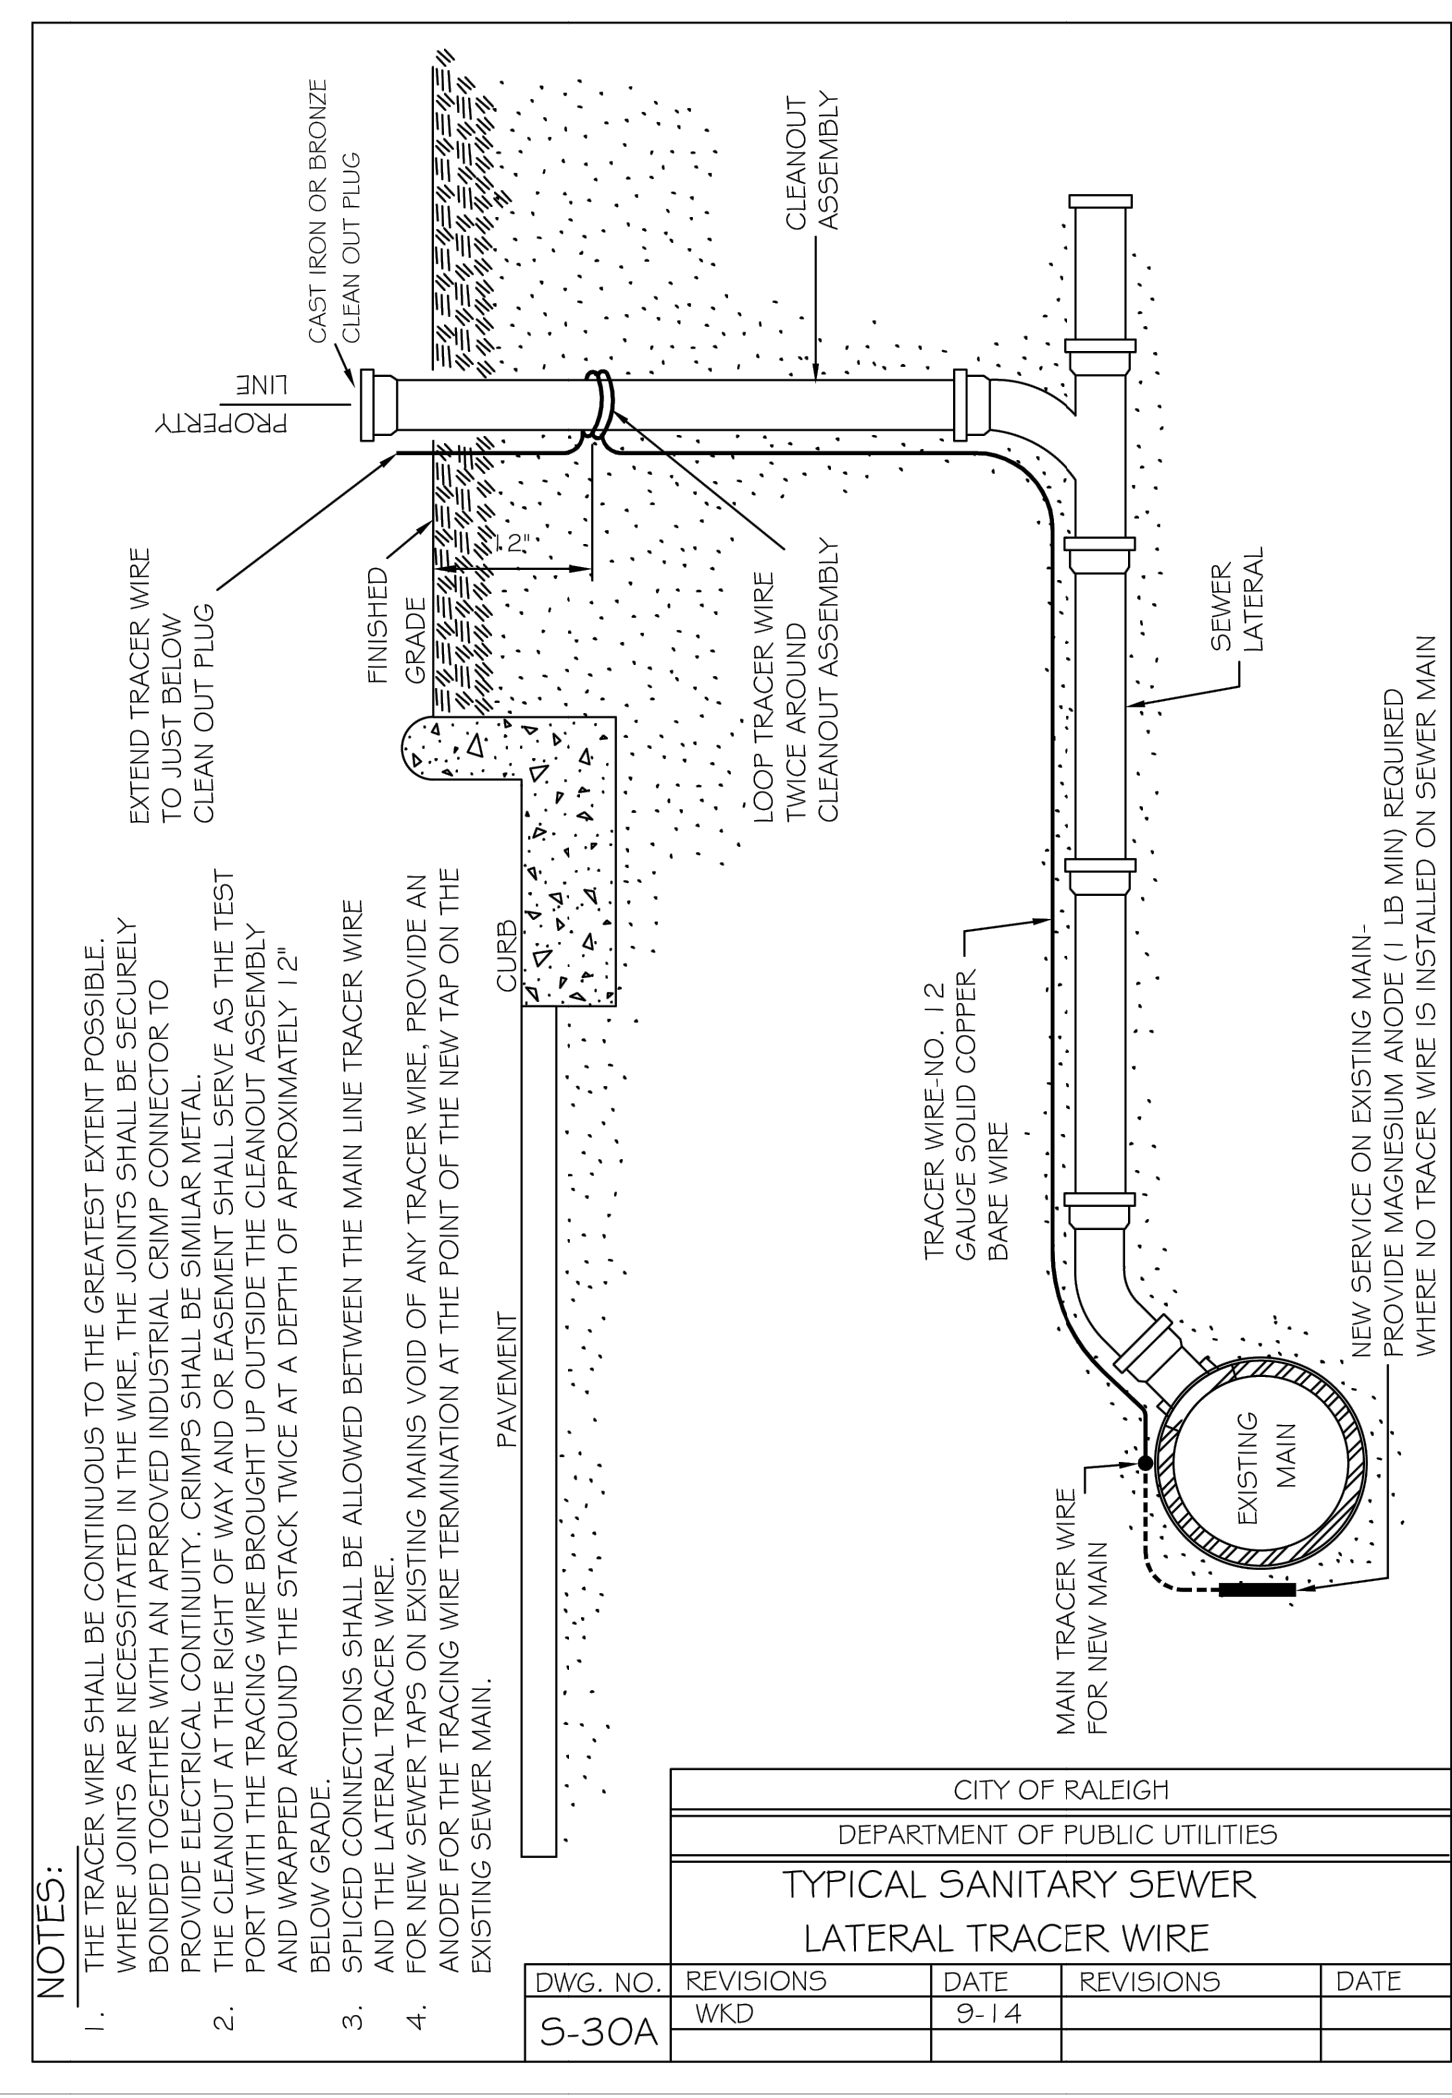 NOTES:
1. THE TRACER WIRE SHALL BE CONTINUOUS TO THE GREATEST EXTENT POSSIBLE.
WHERE JOINTS ARE NECESSITATED IN THE WIRE, THE JOINTS SHALL BE SECURELY
BONDED TOGETHER WITH AN APRROVED INDUSTRIAL CRIMP CONNECTOR TO
PROVIDE ELECTRICAL CONTINUITY. CRIMPS SHALL BE SIMILAR METAL.
2. THE CLEANOUT AT THE RIGHT OF WAY AND OR EASEMENT SHALL SERVE AS THE TEST
PORT WITH THE TRACING WIRE BROUGHT UP OUTSIDE THE CLEANOUT ASSEMBLY
AND WRAPPED AROUND THE STACK TWICE AT A DEPTH OF APPROXIMATELY 12"
BELOW GRADE.
3. SPLICED CONNECTIONS SHALL BE ALLOWED BETWEEN THE MAIN LINE TRACER WIRE
AND THE LATERAL TRACER WIRE.
4. FOR NEW SEWER TAPS ON EXISTING MAINS VOID OF ANY TRACER WIRE, PROVIDE AN
ANODE FOR THE TRACING WIRE TERMINATION AT THE POINT OF THE NEW TAP ON THE
EXISTING SEWER MAIN.
EXTEND TRACER WIRE
TO JUST BELOW
CLEAN OUT PLUG
PROPERTY
LINE
CAST IRON OR BRONZE
CLEAN OUT PLUG
FINISHED
GRADE
12"
PAVEMENT
CURB
LOOP TRACER WIRE
TWICE AROUND
CLEANOUT ASSEMBLY
CLEANOUT
ASSEMBLY
TRACER WIRE-NO. 12
GAUGE SOLID COPPER
BARE WIRE
SEWER
LATERAL
MAIN TRACER WIRE
FOR NEW MAIN
EXISTING
MAIN
NEW SERVICE ON EXISTING MAIN-
PROVIDE MAGNESIUM ANODE (1 LB MIN) REQUIRED
WHERE NO TRACER WIRE IS INSTALLED ON SEWER MAIN
CITY OF RALEIGH
DEPARTMENT OF PUBLIC UTILITIES
TYPICAL SANITARY SEWER
LATERAL TRACER WIRE
DWG. NO. REVISIONS DATE REVISIONS DATE
S-30A WKD 9-14